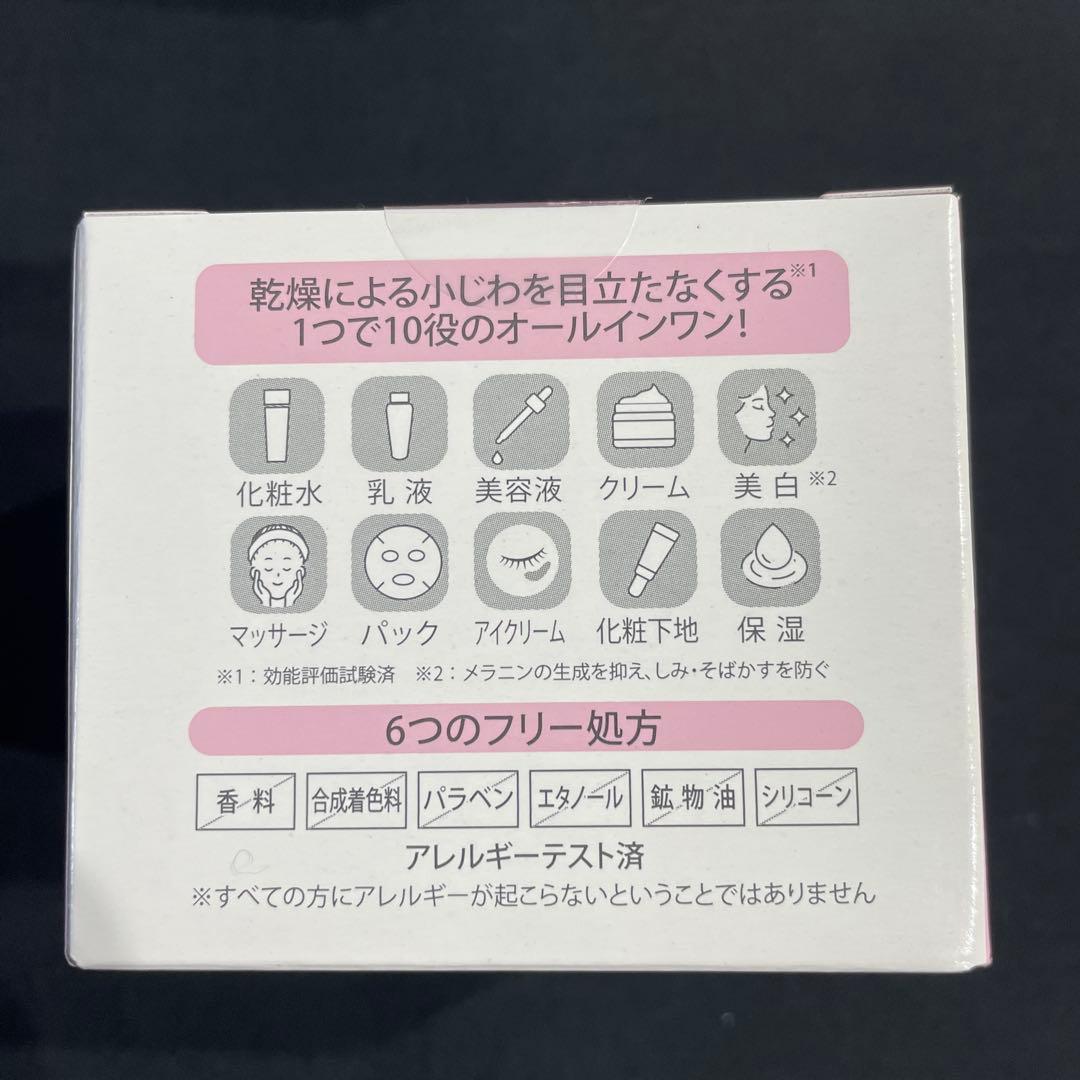 乾燥による小じわを目立たなくする※1
1つで10役のオールインワン!
化粧水 乳液 美容液 クリーム 美白※2
マッサージ パック アイクリーム 化粧下地 保湿
※1：効能評価試験済 ※2：メラニンの生成を抑え、しみ・そばかすを防ぐ
6つのフリー処方
香料 合成着色料 パラベン エタノール 鉱物油 シリコーン
アレルギーテスト済
※すべての方にアレルギーが起こらないということではありません